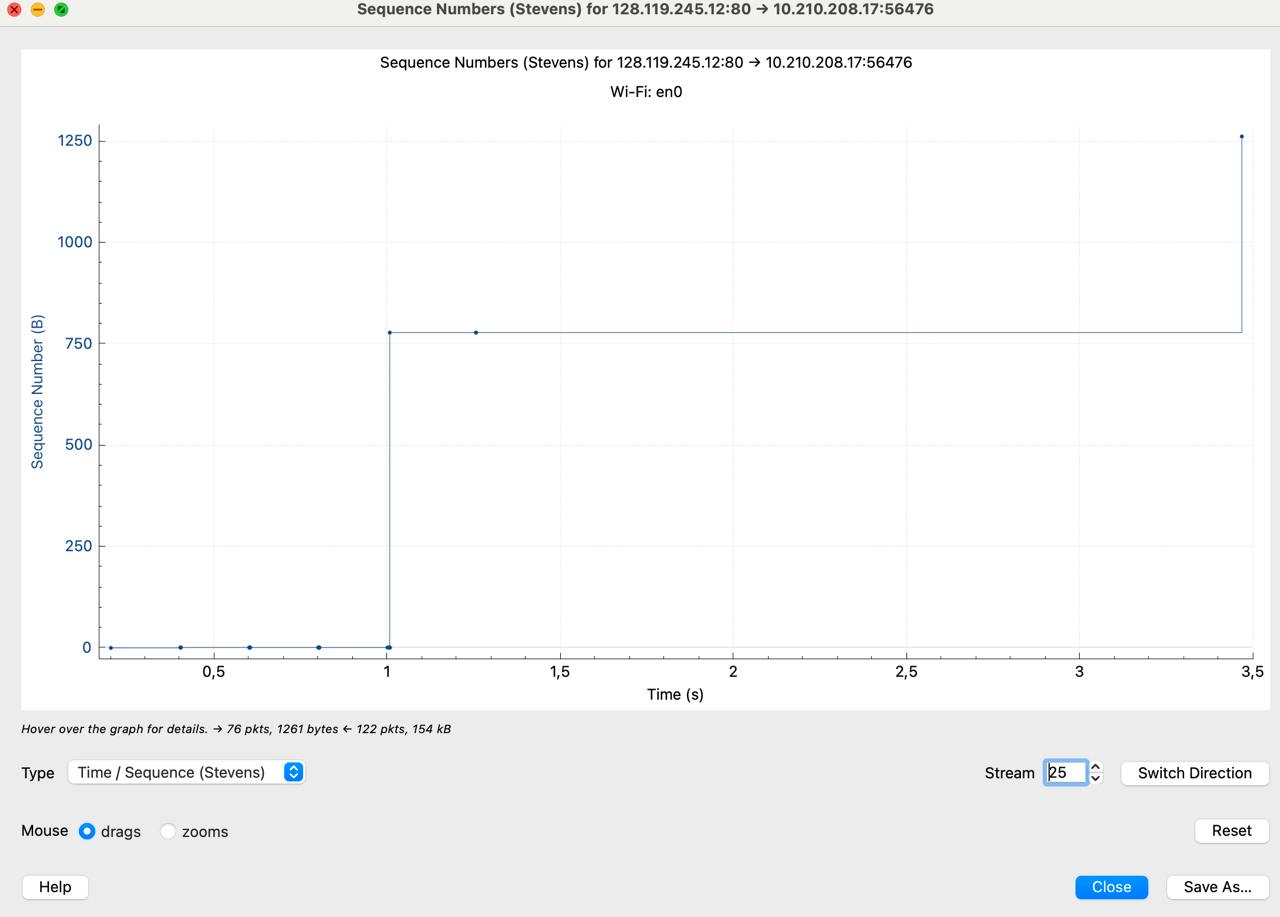 Sequence Numbers (Stevens) for 128.119.245.12:80 → 10.210.208.17:56476
Sequence Numbers (Stevens) for 128.119.245.12:80 → 10.210.208.17:56476
Wi-Fi: en0
1250
1000
750
500
250
0
Sequence Number (B)
0,5 1 1,5 2 2,5 3 3,5
Time (s)
Hover over the graph for details. → 76 pkts, 1261 bytes ← 122 pkts, 154 kB
Type Time / Sequence (Stevens) Stream 25 Switch Direction
Mouse drags zooms Reset
Help Close Save As...